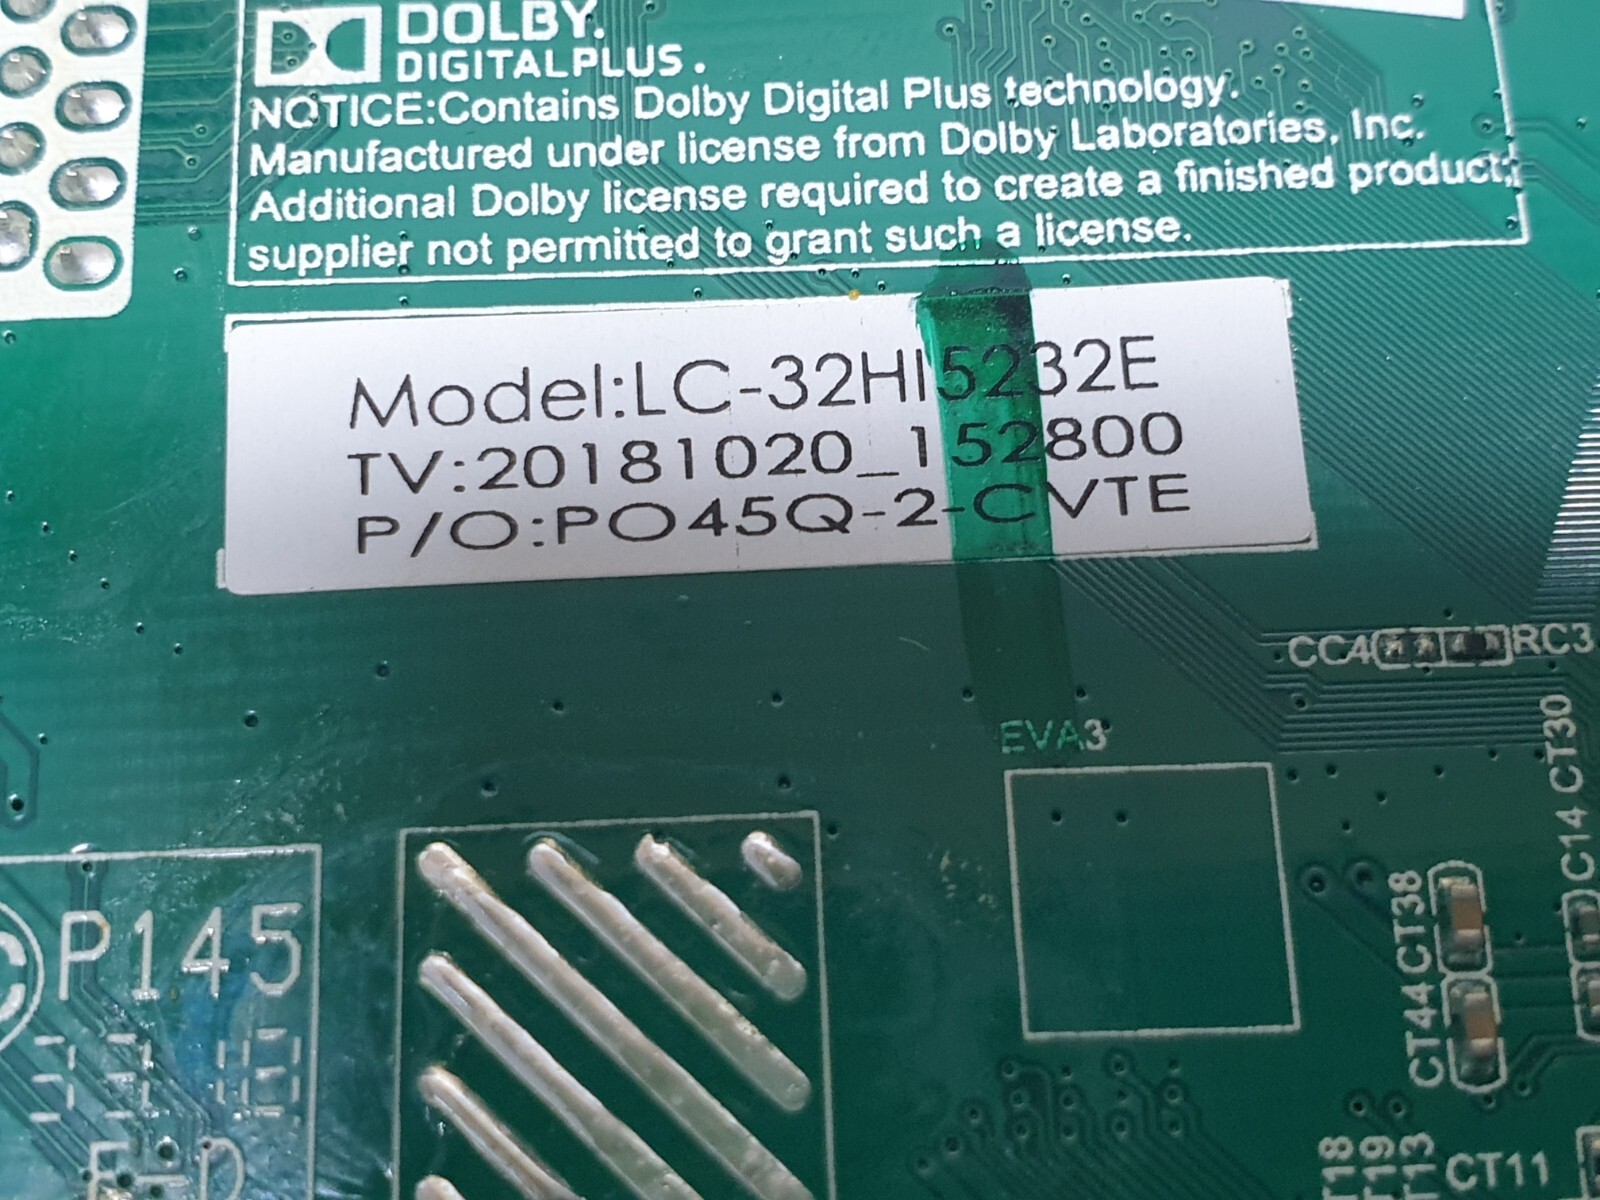 DOLBY.
DIGITALPLUS.
NOTICE:Contains Dolby Digital Plus technology.
Manufactured under license from Dolby Laboratories, Inc.
Additional Dolby license required to create a finished product;
supplier not permitted to grant such a license.
Model:LC-32HI5232E
TV:20181020_152800
P/O:PO45Q-2-CVTE
CC4 RC3
EVA3
CT30
C14
CT38
CT44
P145
CT11